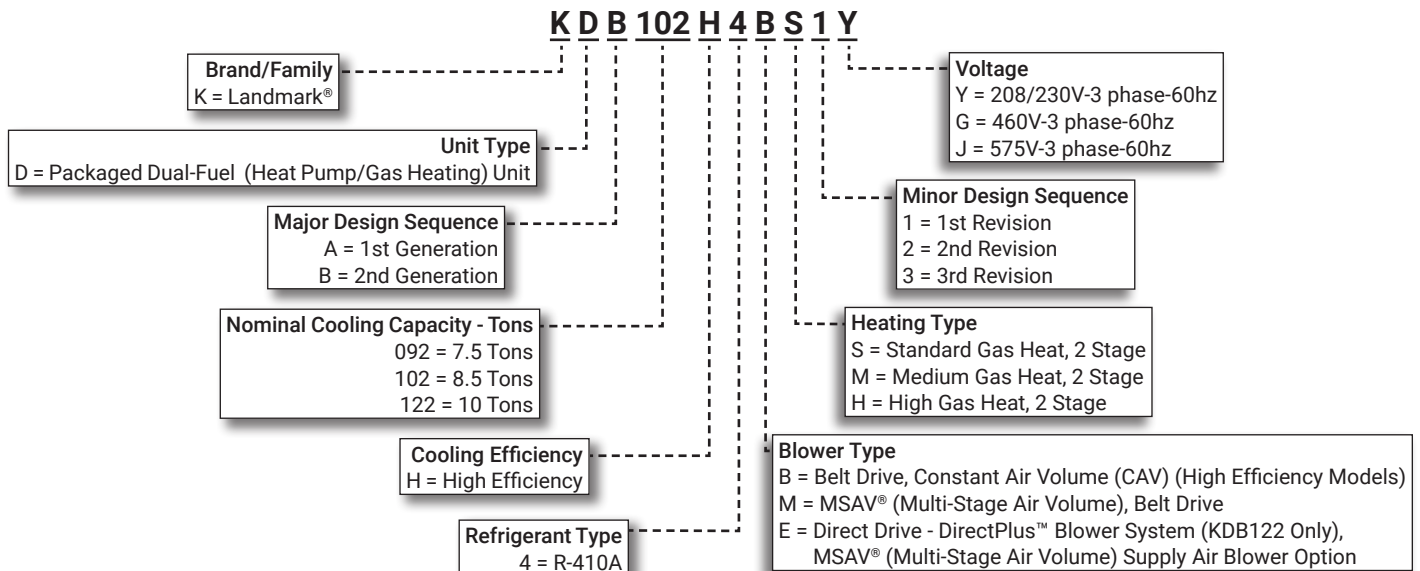 K D B 102 H 4 B S 1 Y
Brand/Family
K = Landmark®
Unit Type
D = Packaged Dual-Fuel (Heat Pump/Gas Heating) Unit
Major Design Sequence
A = 1st Generation
B = 2nd Generation
Nominal Cooling Capacity - Tons
092 = 7.5 Tons
102 = 8.5 Tons
122 = 10 Tons
Cooling Efficiency
H = High Efficiency
Refrigerant Type
4 = R-410A
Voltage
Y = 208/230V-3 phase-60hz
G = 460V-3 phase-60hz
J = 575V-3 phase-60hz
Minor Design Sequence
1 = 1st Revision
2 = 2nd Revision
3 = 3rd Revision
Heating Type
S = Standard Gas Heat, 2 Stage
M = Medium Gas Heat, 2 Stage
H = High Gas Heat, 2 Stage
Blower Type
B = Belt Drive, Constant Air Volume (CAV) (High Efficiency Models)
M = MSAV® (Multi-Stage Air Volume), Belt Drive
E = Direct Drive - DirectPlus™ Blower System (KDB122 Only),
MSAV® (Multi-Stage Air Volume) Supply Air Blower Option